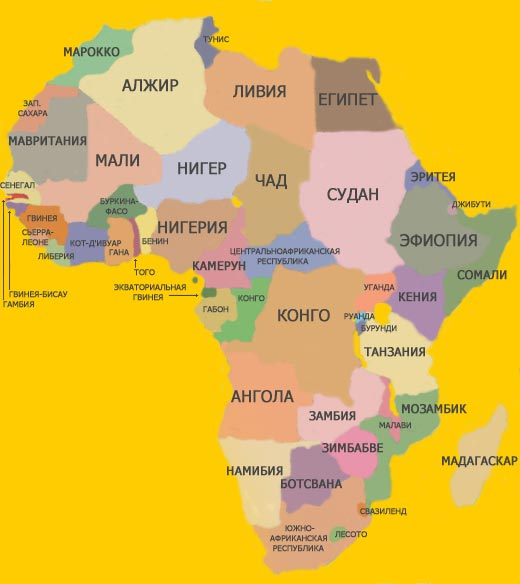 ТУНИС
МАРОККО
АЛЖИР
ЛИВИЯ
ЕГИПЕТ
ЗАП.
САХАРА
МАВРИТАНИЯ
МАЛИ
НИГЕР
ЧАД
СУДАН
ЭРИТЕЯ
СЕНЕГАЛ
БУРКИНА-
ФАСО
ДЖИБУТИ
ГВИНЕЯ
НИГЕРИЯ
СЬЕРРА-
ЛЕОНЕ
КОТ-Д'ИВУАР
ГАНА
БЕНИН
ЭФИОПИЯ
ЛИБЕРИЯ
ЦЕНТРАЛЬНОАФРИКАНСКАЯ
РЕСПУБЛИКА
КАМЕРУН
ТОГО
СОМАЛИ
ЭКВАТОРИАЛЬНАЯ
ГВИНЕЯ
ГВИНЕЯ-БИСАУ
ГАМБИЯ
УГАНДА
КЕНИЯ
КОНГО
ГАБОН
КОНГО
РУАНДА
БУРУНДИ
ТАНЗАНИЯ
АНГОЛА
ЗАМБИЯ
МОЗАМБИК
МАЛАВИ
ЗИМБАБВЕ
МАДАГАСКАР
НАМИБИЯ
БОТСВАНА
СВАЗИЛЕНД
ЮЖНО-
АФРИКАНСКАЯ
РЕСПУБЛИКА
ЛЕСОТО